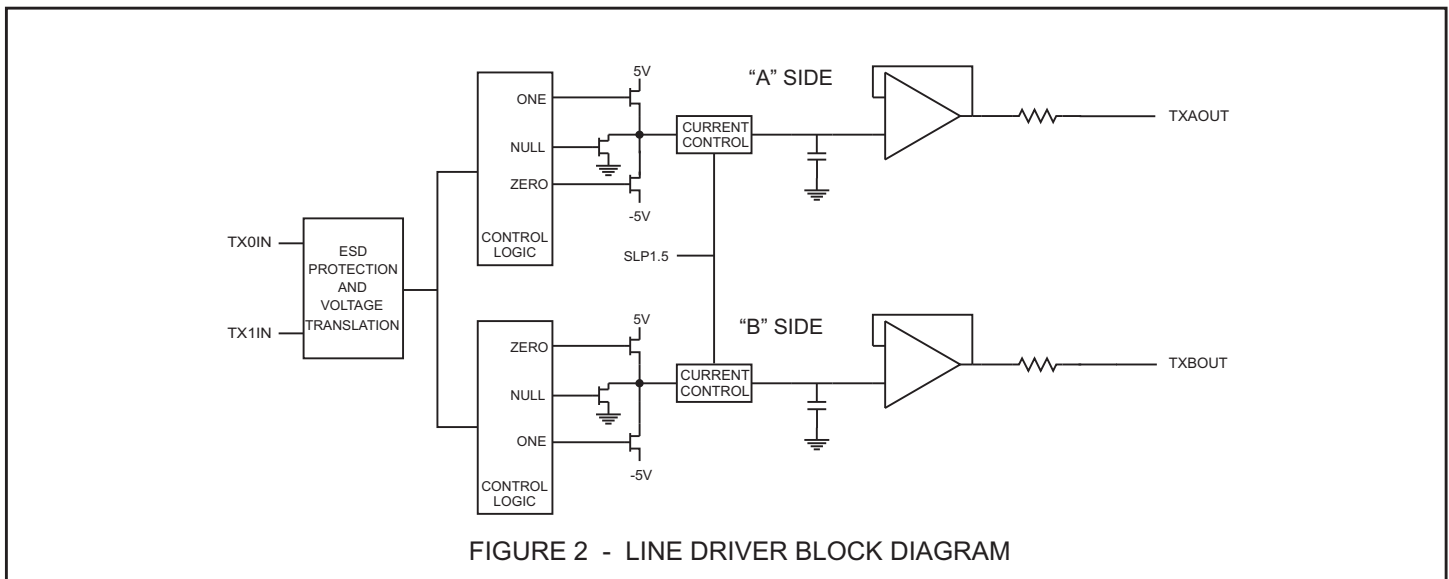 5V
"A" SIDE
ONE
NULL
ZERO
CONTROL
LOGIC
-5V
CURRENT
CONTROL
TXAOUT
TX0IN
TX1IN
ESD
PROTECTION
AND
VOLTAGE
TRANSLATION
SLP1.5
5V
"B" SIDE
ZERO
NULL
ONE
CONTROL
LOGIC
-5V
CURRENT
CONTROL
TXBOUT
FIGURE 2 - LINE DRIVER BLOCK DIAGRAM